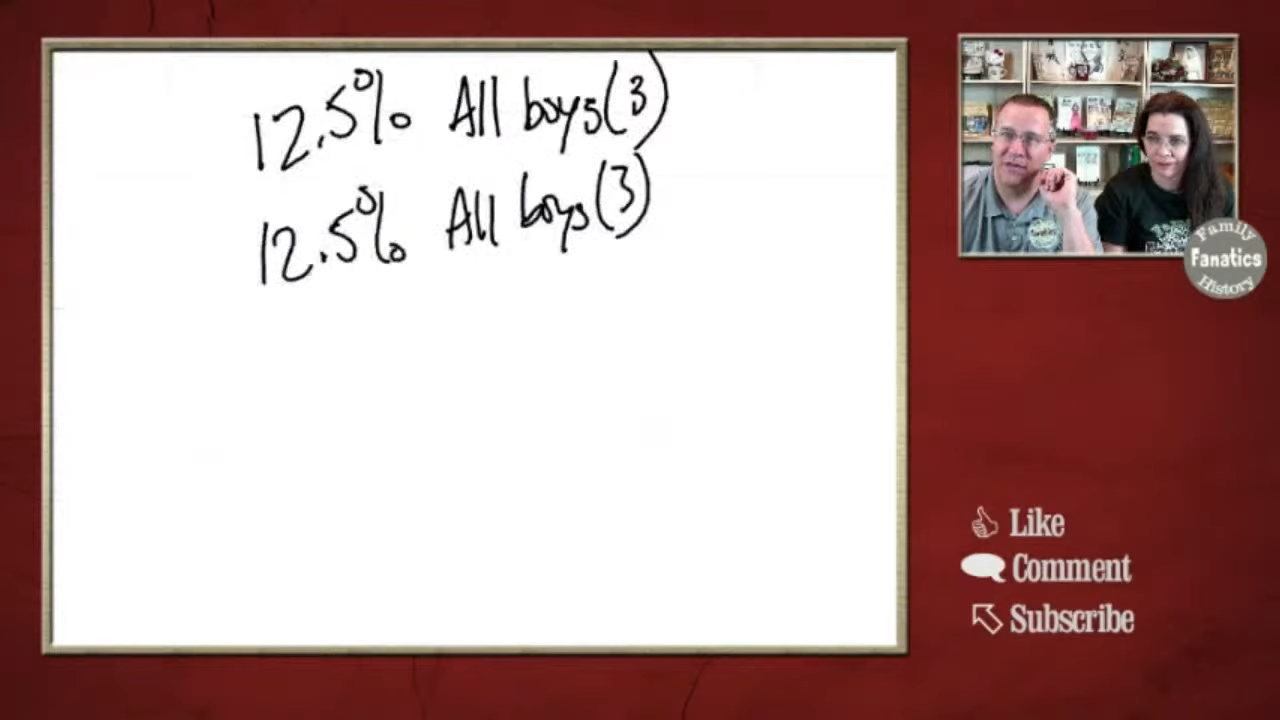 12.5% All boys(3)
12.5% All boys(3)
Family
Fanatics
History
Like
Comment
Subscribe